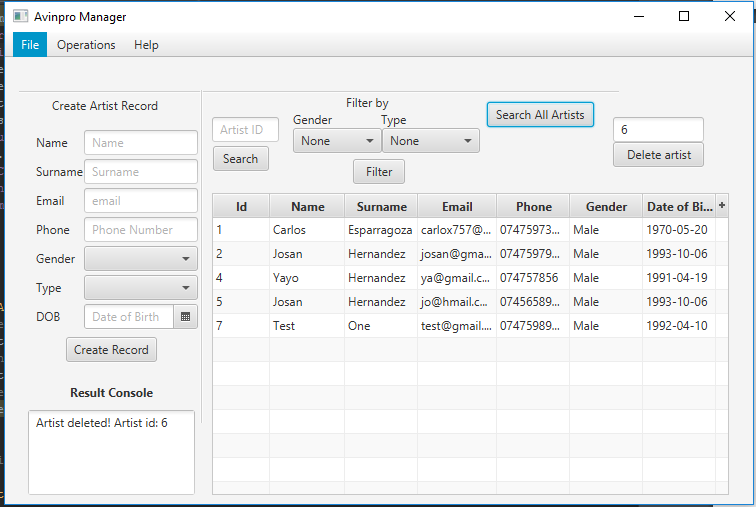 Avinpro Manager
File Operations Help
Create Artist Record
Name Name
Surname Surname
Email email
Phone Phone Number
Gender
Type
DOB Date of Birth
Create Record
Result Console
Artist deleted! Artist id: 6
Artist ID
Search
Filter by
Gender Type
None None
Filter
Search All Artists
6
Delete artist
Id Name Surname Email Phone Gender Date of Bi... +
1 Carlos Esparragoza carlox757@... 07475973... Male 1970-05-20
2 Josan Hernandez josan@gma... 07475979... Male 1993-10-06
4 Yayo Hernandez ya@gmail.c... 074757856 Male 1991-04-19
5 Josan Hernandez jo@hmail.c... 07456589... Male 1993-10-06
7 Test One test@gmail.... 07475989... Male 1992-04-10